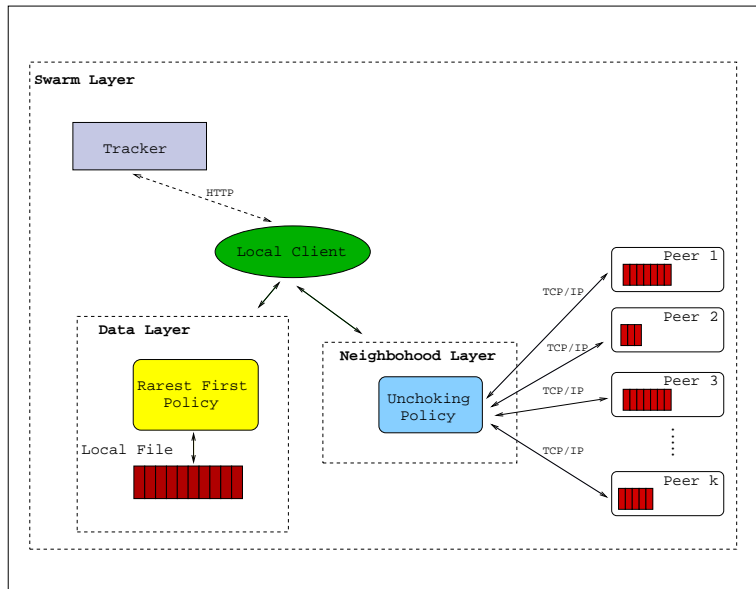 Swarm Layer
Tracker
HTTP
Local Client
Peer 1
TCP/IP
Peer 2
Data Layer
TCP/IP
Neighbohood Layer
Rarest First
Policy
Unchoking
Policy
TCP/IP
Peer 3
Local File
TCP/IP
Peer k